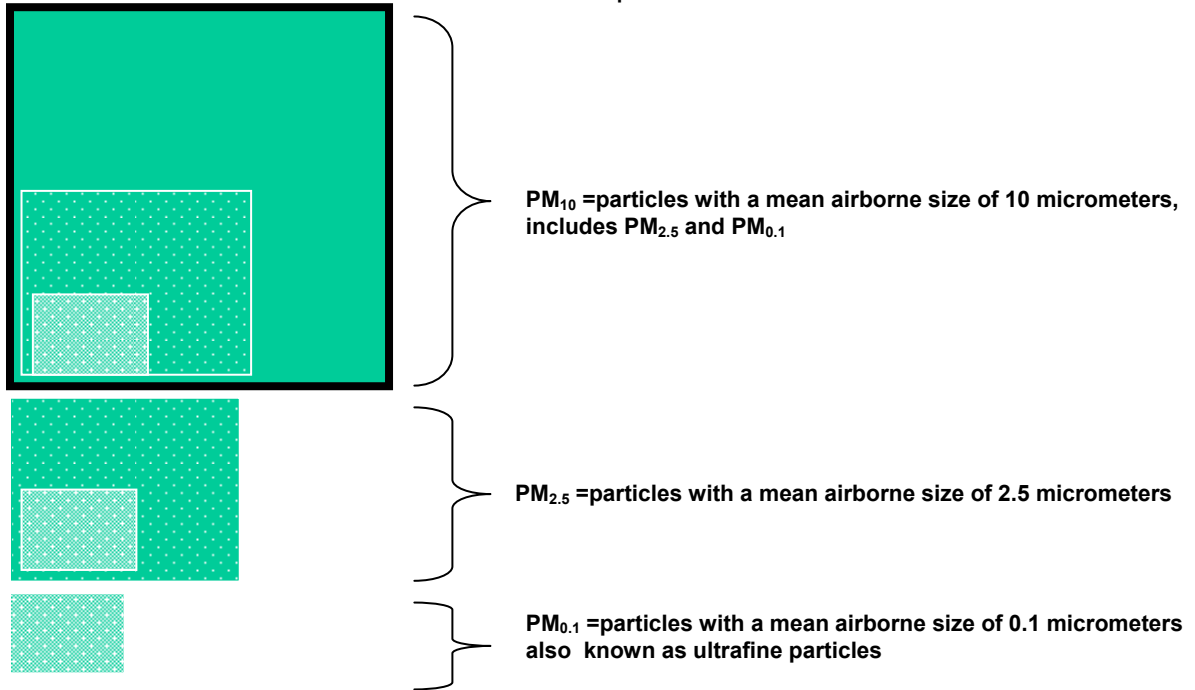 PM10 =particles with a mean airborne size of 10 micrometers,
includes PM2.5 and PM0.1
PM2.5 =particles with a mean airborne size of 2.5 micrometers
PM0.1 =particles with a mean airborne size of 0.1 micrometers
also known as ultrafine particles